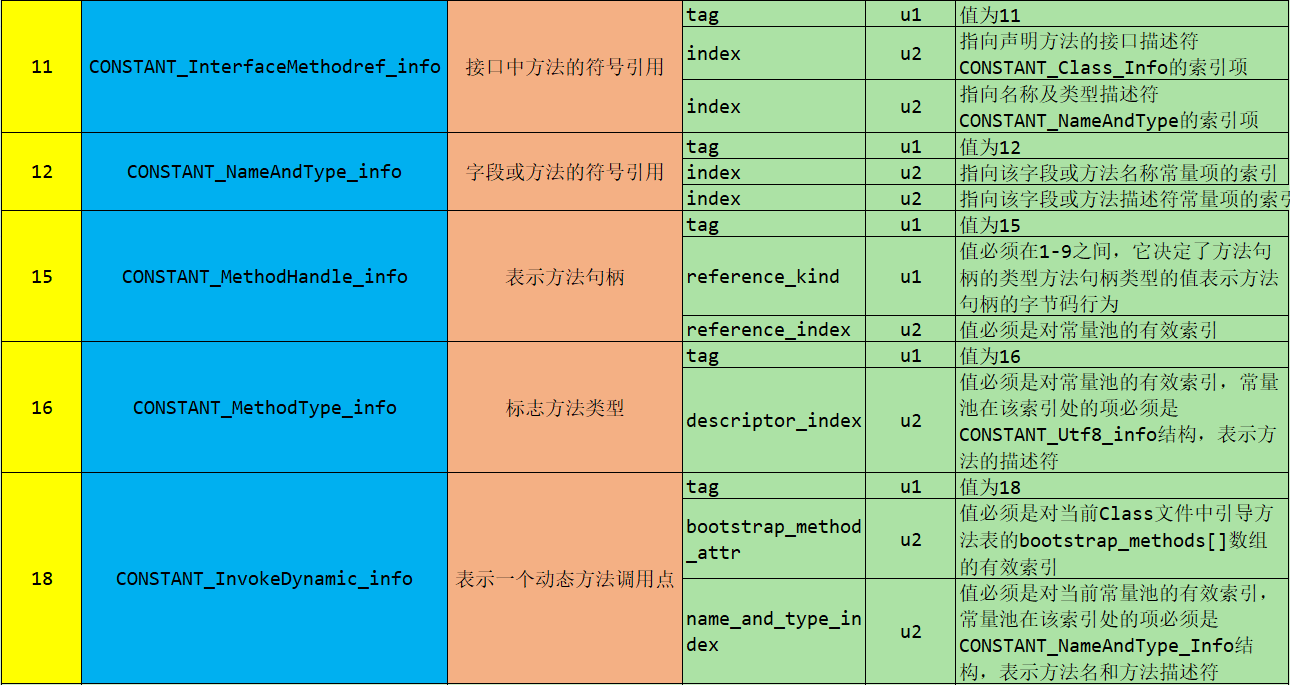 11
CONSTANT_InterfaceMethodref_info
接口中方法的符号引用
tag
u1
值为11
index
u2
指向声明方法的接口描述符
CONSTANT_Class_Info的索引项
index
u2
指向名称及类型描述符
CONSTANT_NameAndType的索引项
12
CONSTANT_NameAndType_info
字段或方法的符号引用
tag
u1
值为12
index
u2
指向该字段或方法名称常量项的索引
index
u2
指向该字段或方法描述符常量项的索引
15
CONSTANT_MethodHandle_info
表示方法句柄
tag
u1
值为15
reference_kind
u1
值必须在1-9之间，它决定了方法句
柄的类型方法句柄类型的值表示方法
句柄的字节码行为
reference_index
u2
值必须是对常量池的有效索引
16
CONSTANT_MethodType_info
标志方法类型
tag
u1
值为16
descriptor_index
u2
值必须是对常量池的有效索引，常量
池在该索引处的项必须是
CONSTANT_Utf8_info结构，表示方
法的描述符
18
CONSTANT_InvokeDynamic_info
表示一个动态方法调用点
tag
u1
值为18
bootstrap_method
_attr
u2
值必须是对当前Class文件中引导方
法表的bootstrap_methods[]数组
的有效索引
name_and_type_in
dex
u2
值必须是对当前常量池的有效索引，
常量池在该索引处的项必须是
CONSTANT_NameAndType_Info结
构，表示方法名和方法描述符